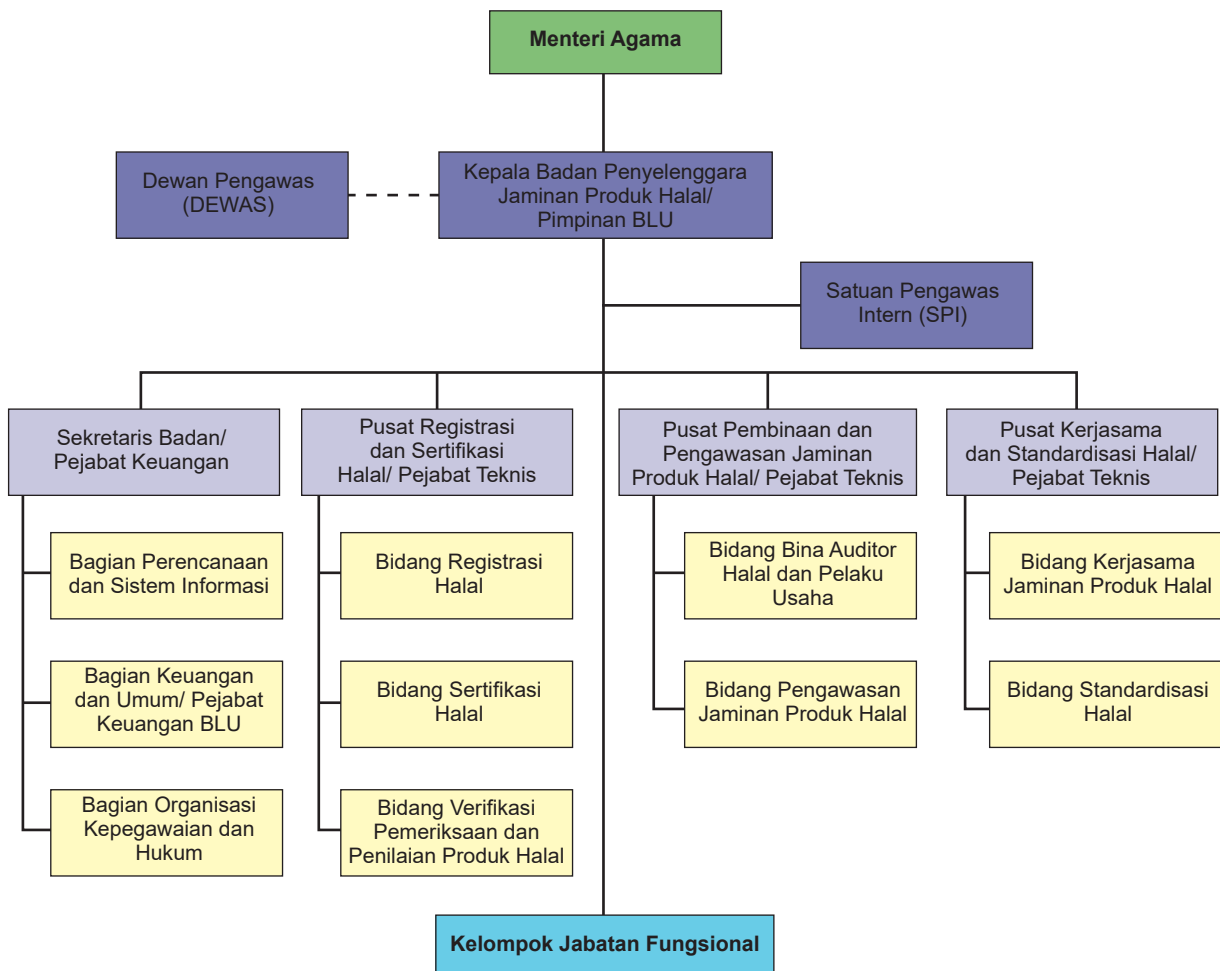 Menteri Agama
Dewan Pengawas
(DEWAS)
Kepala Badan Penyelenggara
Jaminan Produk Halal/
Pimpinan BLU
Satuan Pengawas
Intern (SPI)
Sekretaris Badan/
Pejabat Keuangan
Pusat Registrasi
dan Sertifikasi
Halal/ Pejabat Teknis
Pusat Pembinaan dan
Pengawasan Jaminan
Produk Halal/ Pejabat Teknis
Pusat Kerjasama
dan Standardisasi Halal/
Pejabat Teknis
Bagian Perencanaan
dan Sistem Informasi
Bidang Registrasi
Halal
Bidang Bina Auditor
Halal dan Pelaku
Usaha
Bidang Kerjasama
Jaminan Produk Halal
Bagian Keuangan
dan Umum/ Pejabat
Keuangan BLU
Bidang Sertifikasi
Halal
Bidang Pengawasan
Jaminan Produk Halal
Bidang Standardisasi
Halal
Bagian Organisasi
Kepegawaian dan
Hukum
Bidang Verifikasi
Pemeriksaan dan
Penilaian Produk Halal
Kelompok Jabatan Fungsional